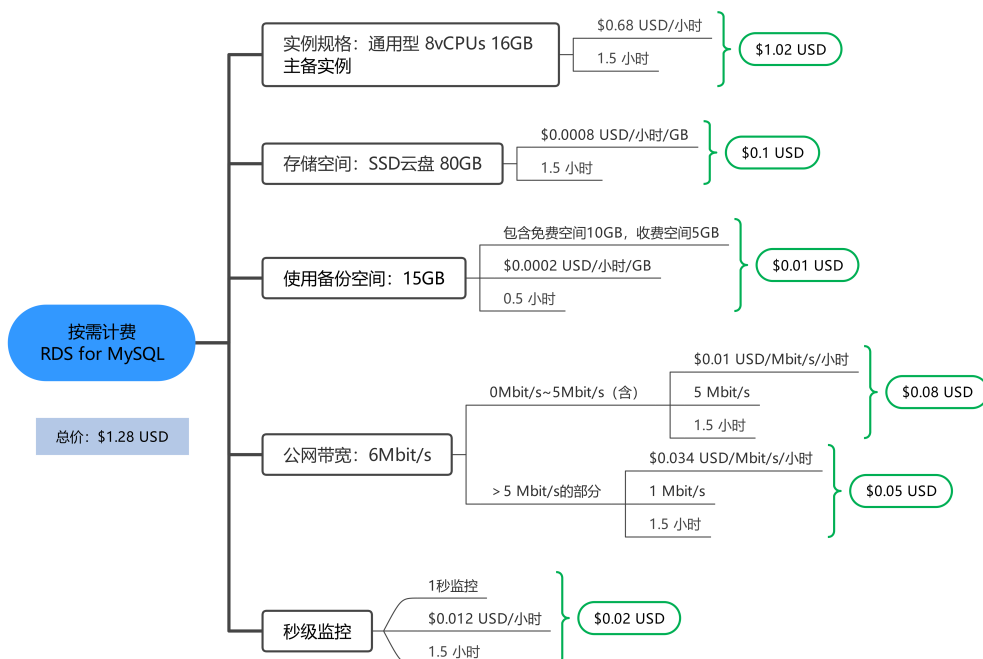 按需计费
RDS for MySQL
总价：$1.28 USD
实例规格：通用型 8vCPUs 16GB
主备实例
$0.68 USD/小时
1.5 小时
$1.02 USD
存储空间：SSD云盘 80GB
$0.0008 USD/小时/GB
1.5 小时
$0.1 USD
使用备份空间：15GB
包含免费空间10GB，收费空间5GB
$0.0002 USD/小时/GB
0.5 小时
$0.01 USD
公网带宽：6Mbit/s
0Mbit/s~5Mbit/s（含）
$0.01 USD/Mbit/s/小时
5 Mbit/s
1.5 小时
$0.08 USD
＞5 Mbit/s的部分
$0.034 USD/Mbit/s/小时
1 Mbit/s
1.5 小时
$0.05 USD
秒级监控
1秒监控
$0.012 USD/小时
1.5 小时
$0.02 USD